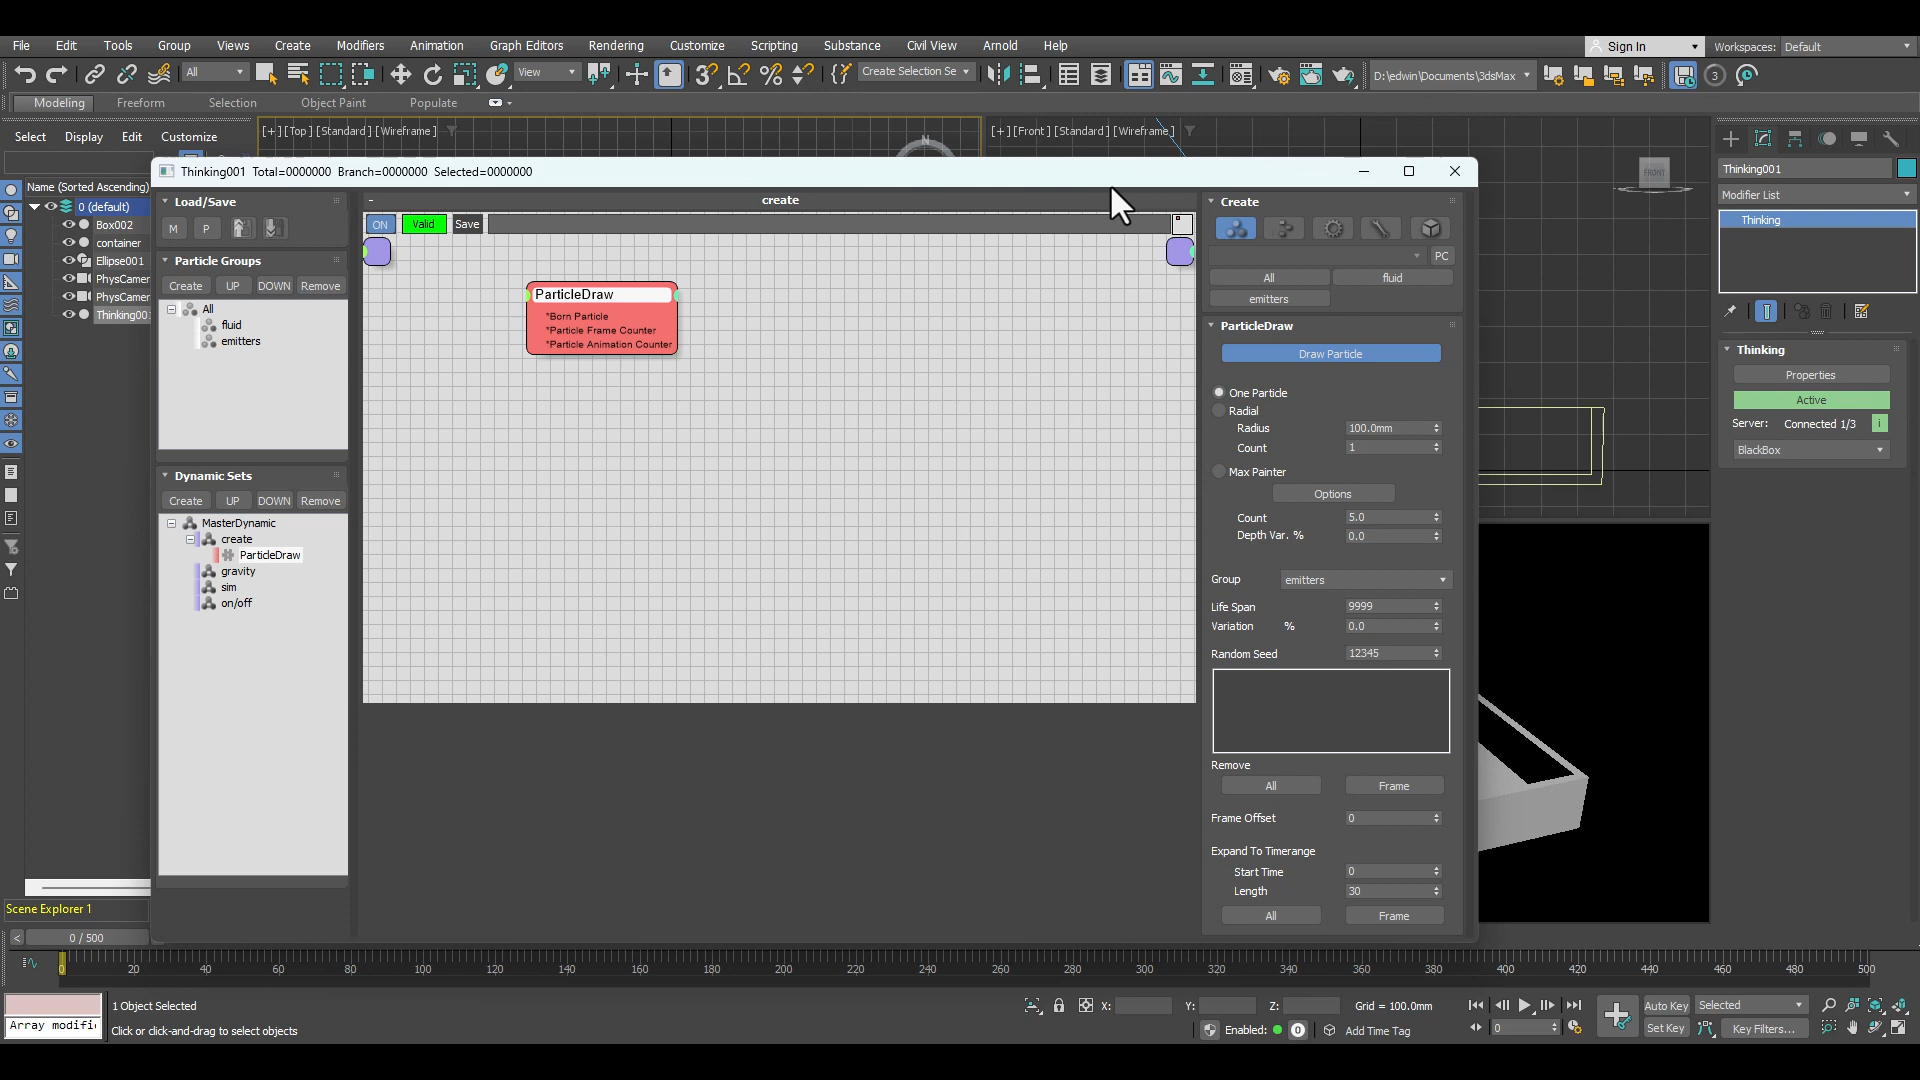 File Edit Tools Group Views Create Modifiers Animation Graph Editors Rendering Customize Scripting Substance Civil View Arnold Help
Sign In Workspaces: Default
All View Create Selection Se D:\edwin\Documents\3dsMax 3
Modeling Freeform Selection Object Paint Populate
Select Display Edit Customize
[+] [Top] [Standard] [Wireframe]
[+] [Front] [Standard] [Wireframe]
N
FRONT
Name (Sorted Ascending)
0 (default)
Box002
container
Ellipse001
PhysCamer
PhysCamer
Thinking00
Thinking001 Total=0000000 Branch=0000000 Selected=0000000
Load/Save
M P
Particle Groups
Create UP DOWN Remove
All
fluid
emitters
Dynamic Sets
Create UP DOWN Remove
MasterDynamic
create
ParticleDraw
gravity
sim
on/off
- create
ON Valid Save
ParticleDraw
*Born Particle
*Particle Frame Counter
*Particle Animation Counter
Create
PC
All fluid
emitters
ParticleDraw
Draw Particle
One Particle
Radial
Radius 100.0mm
Count 1
Max Painter
Options
Count 5.0
Depth Var. % 0.0
Group emitters
Life Span 9999
Variation % 0.0
Random Seed 12345
Remove
All Frame
Frame Offset 0
Expand To Timerange
Start Time 0
Length 30
All Frame
Thinking001
Modifier List
Thinking
Thinking
Properties
Active
Server: Connected 1/3 i
BlackBox
Scene Explorer 1
< 0 / 500
0 20 40 60 80 100 120 140 160 180 200 220 240 260 280 300 320 340 360 380 400 420 440 460 480 500
1 Object Selected
Array modifi
Click or click-and-drag to select objects
X: Y: Z: Grid = 100.0mm
Enabled: 0 Add Time Tag
0
Auto Key Selected
Set Key Key Filters...